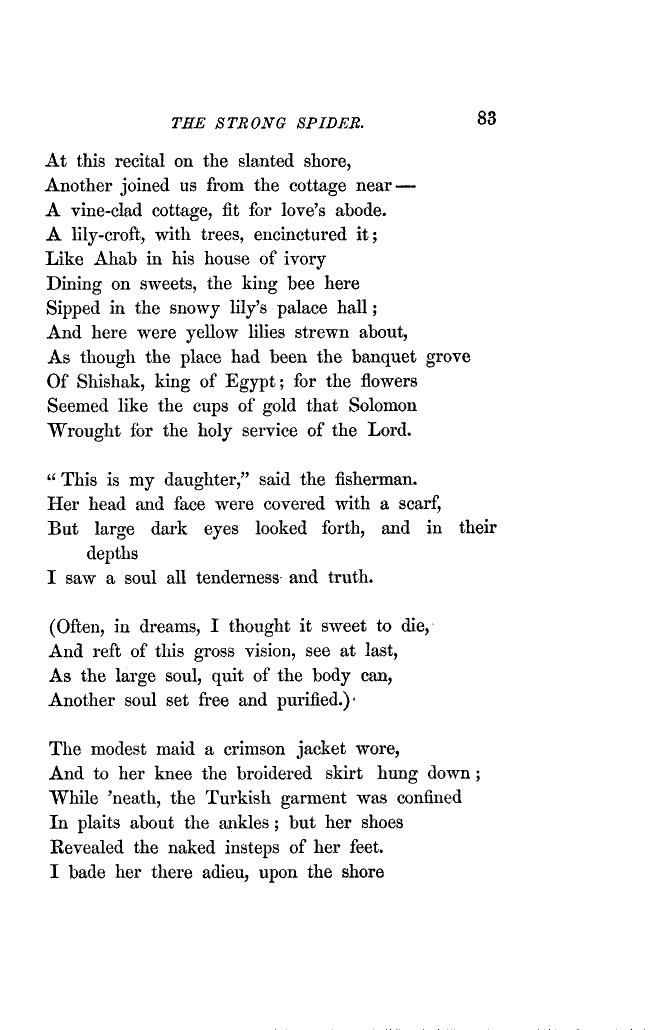 THE STRONG SPIDER. 83
At this recital on the slanted shore,
Another joined us from the cottage near—
A vine-clad cottage, fit for love's abode.
A lily-croft, with trees, encinctured it;
Like Ahab in his house of ivory
Dining on sweets, the king bee here
Sipped in the snowy lily's palace hall;
And here were yellow lilies strewn about,
As though the place had been the banquet grove
Of Shishak, king of Egypt; for the flowers
Seemed like the cups of gold that Solomon
Wrought for the holy service of the Lord.

"This is my daughter," said the fisherman.
Her head and face were covered with a scarf,
But large dark eyes looked forth, and in their
depths
I saw a soul all tenderness and truth.

(Often, in dreams, I thought it sweet to die,
And reft of this gross vision, see at last,
As the large soul, quit of the body can,
Another soul set free and purified.)

The modest maid a crimson jacket wore,
And to her knee the broidered skirt hung down;
While 'neath, the Turkish garment was confined
In plaits about the ankles; but her shoes
Revealed the naked insteps of her feet.
I bade her there adieu, upon the shore